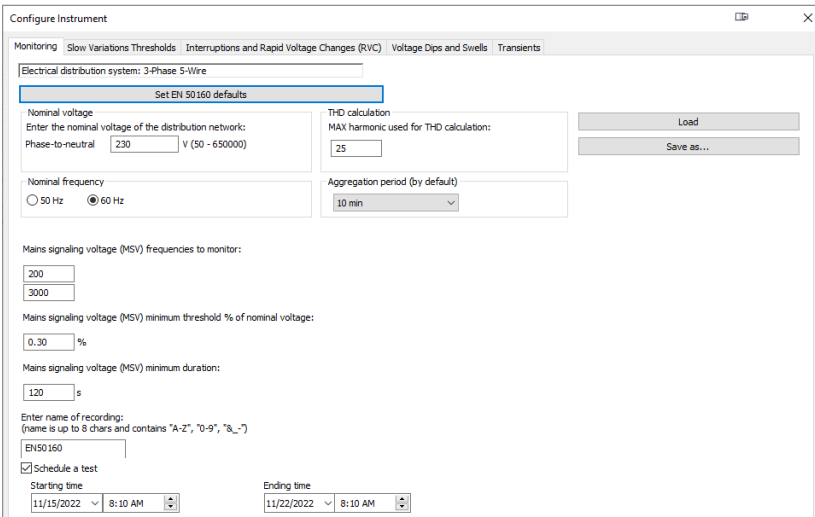 Configure Instrument
Monitoring Slow Variations Thresholds Interruptions and Rapid Voltage Changes (RVC) Voltage Dips and Swells Transients
Electrical distribution system: 3-Phase 5-Wire
Set EN 50160 defaults
Nominal voltage
Enter the nominal voltage of the distribution network:
Phase-to-neutral 230 V (50 - 650000)
THD calculation
MAX harmonic used for THD calculation:
25
Load
Save as...
Nominal frequency
50 Hz 60 Hz
Aggregation period (by default)
10 min
Mains signaling voltage (MSV) frequencies to monitor:
200
3000
Mains signaling voltage (MSV) minimum threshold % of nominal voltage:
0.30 %
Mains signaling voltage (MSV) minimum duration:
120 s
Enter name of recording:
(name is up to 8 chars and contains "A-Z", "0-9", "&_-")
EN50160
Schedule a test
Starting time Ending time
11/15/2022 8:10 AM 11/22/2022 8:10 AM